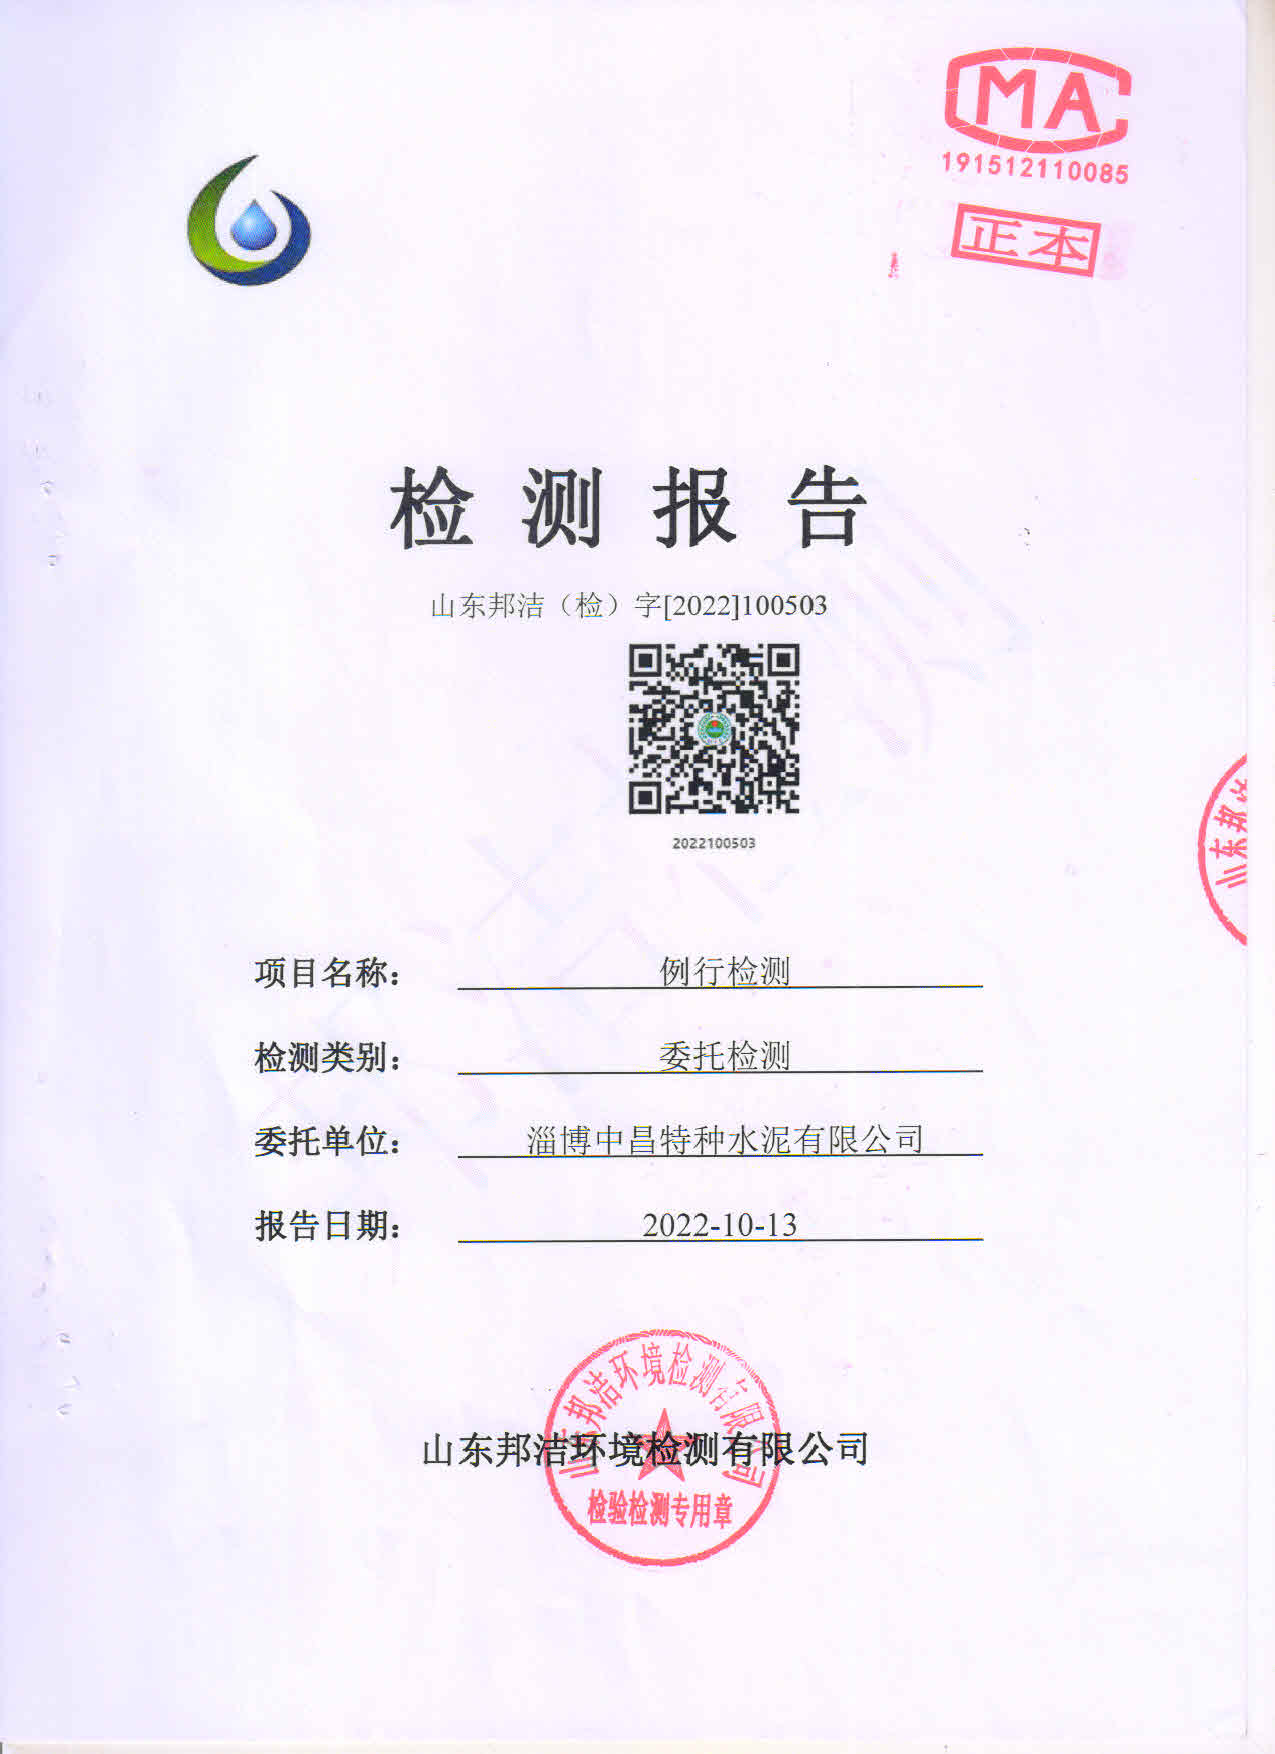 MA
191512110085
正本
检测报告
山东邦洁（检）字[2022]100503
2022100503
山东邦洁
项目名称： 例行检测
检测类别： 委托检测
委托单位： 淄博中昌特种水泥有限公司
报告日期： 2022-10-13
山东邦洁环境检测有限公司
山东邦洁环境检测有限公司
检验检测专用章